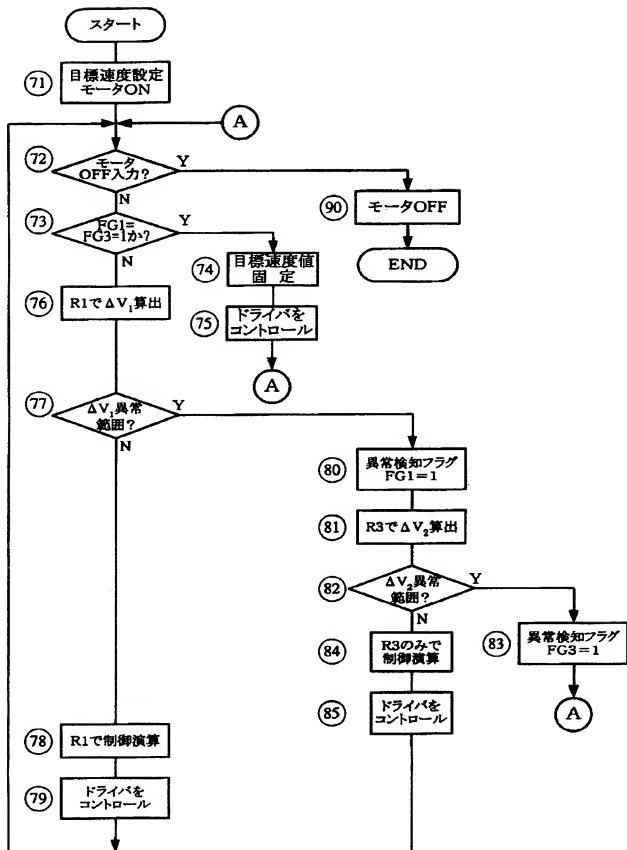 スタート
71
目標速度設定
モータON
A
72
モータ
OFF入力?
Y
N
90
モータOFF
END
73
FG1=
FG3=1か?
Y
N
74
目標速度値
固 定
75
ドライバを
コントロール
A
76
R1でΔV₁算出
77
ΔV₁異常
範囲?
Y
N
80
異常検知フラグ
FG1=1
81
R3でΔV₂算出
82
ΔV₂異常
範囲?
Y
N
83
異常検知フラグ
FG3=1
A
84
R3のみで
制御演算
85
ドライバを
コントロール
78
R1で制御演算
79
ドライバを
コントロール